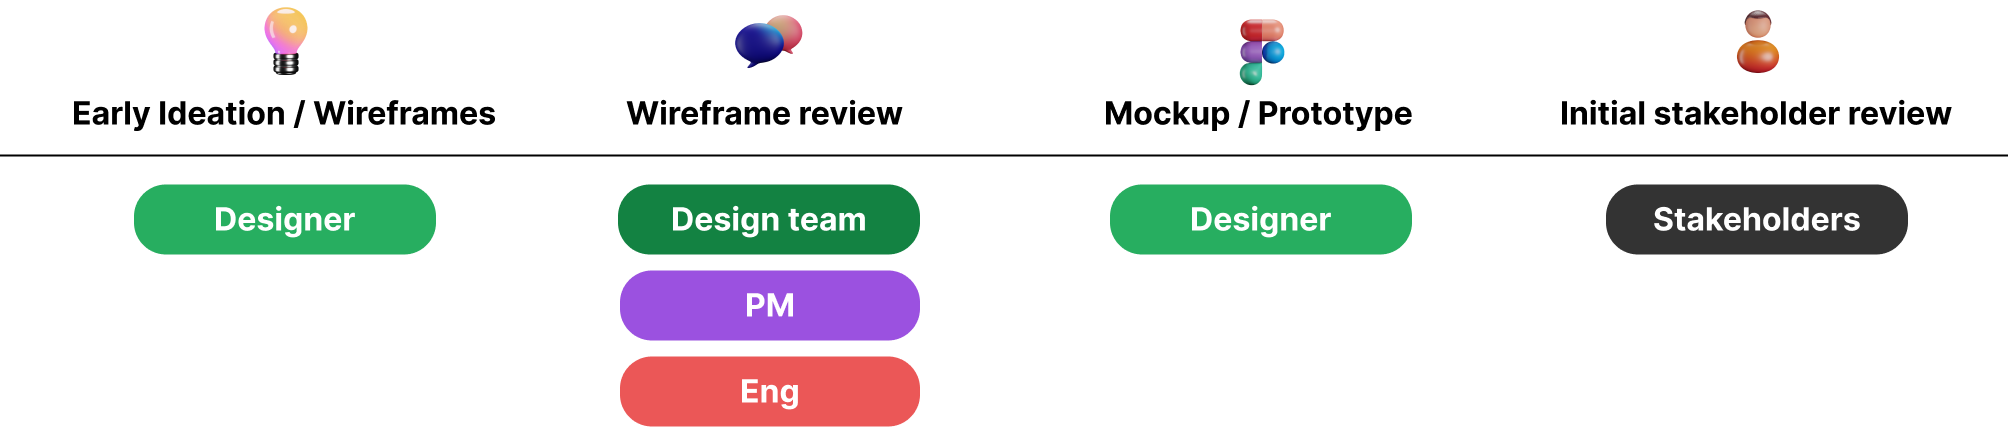 Early Ideation / Wireframes
Wireframe review
Mockup / Prototype
Initial stakeholder review
Designer
Design team
Designer
Stakeholders
PM
Eng